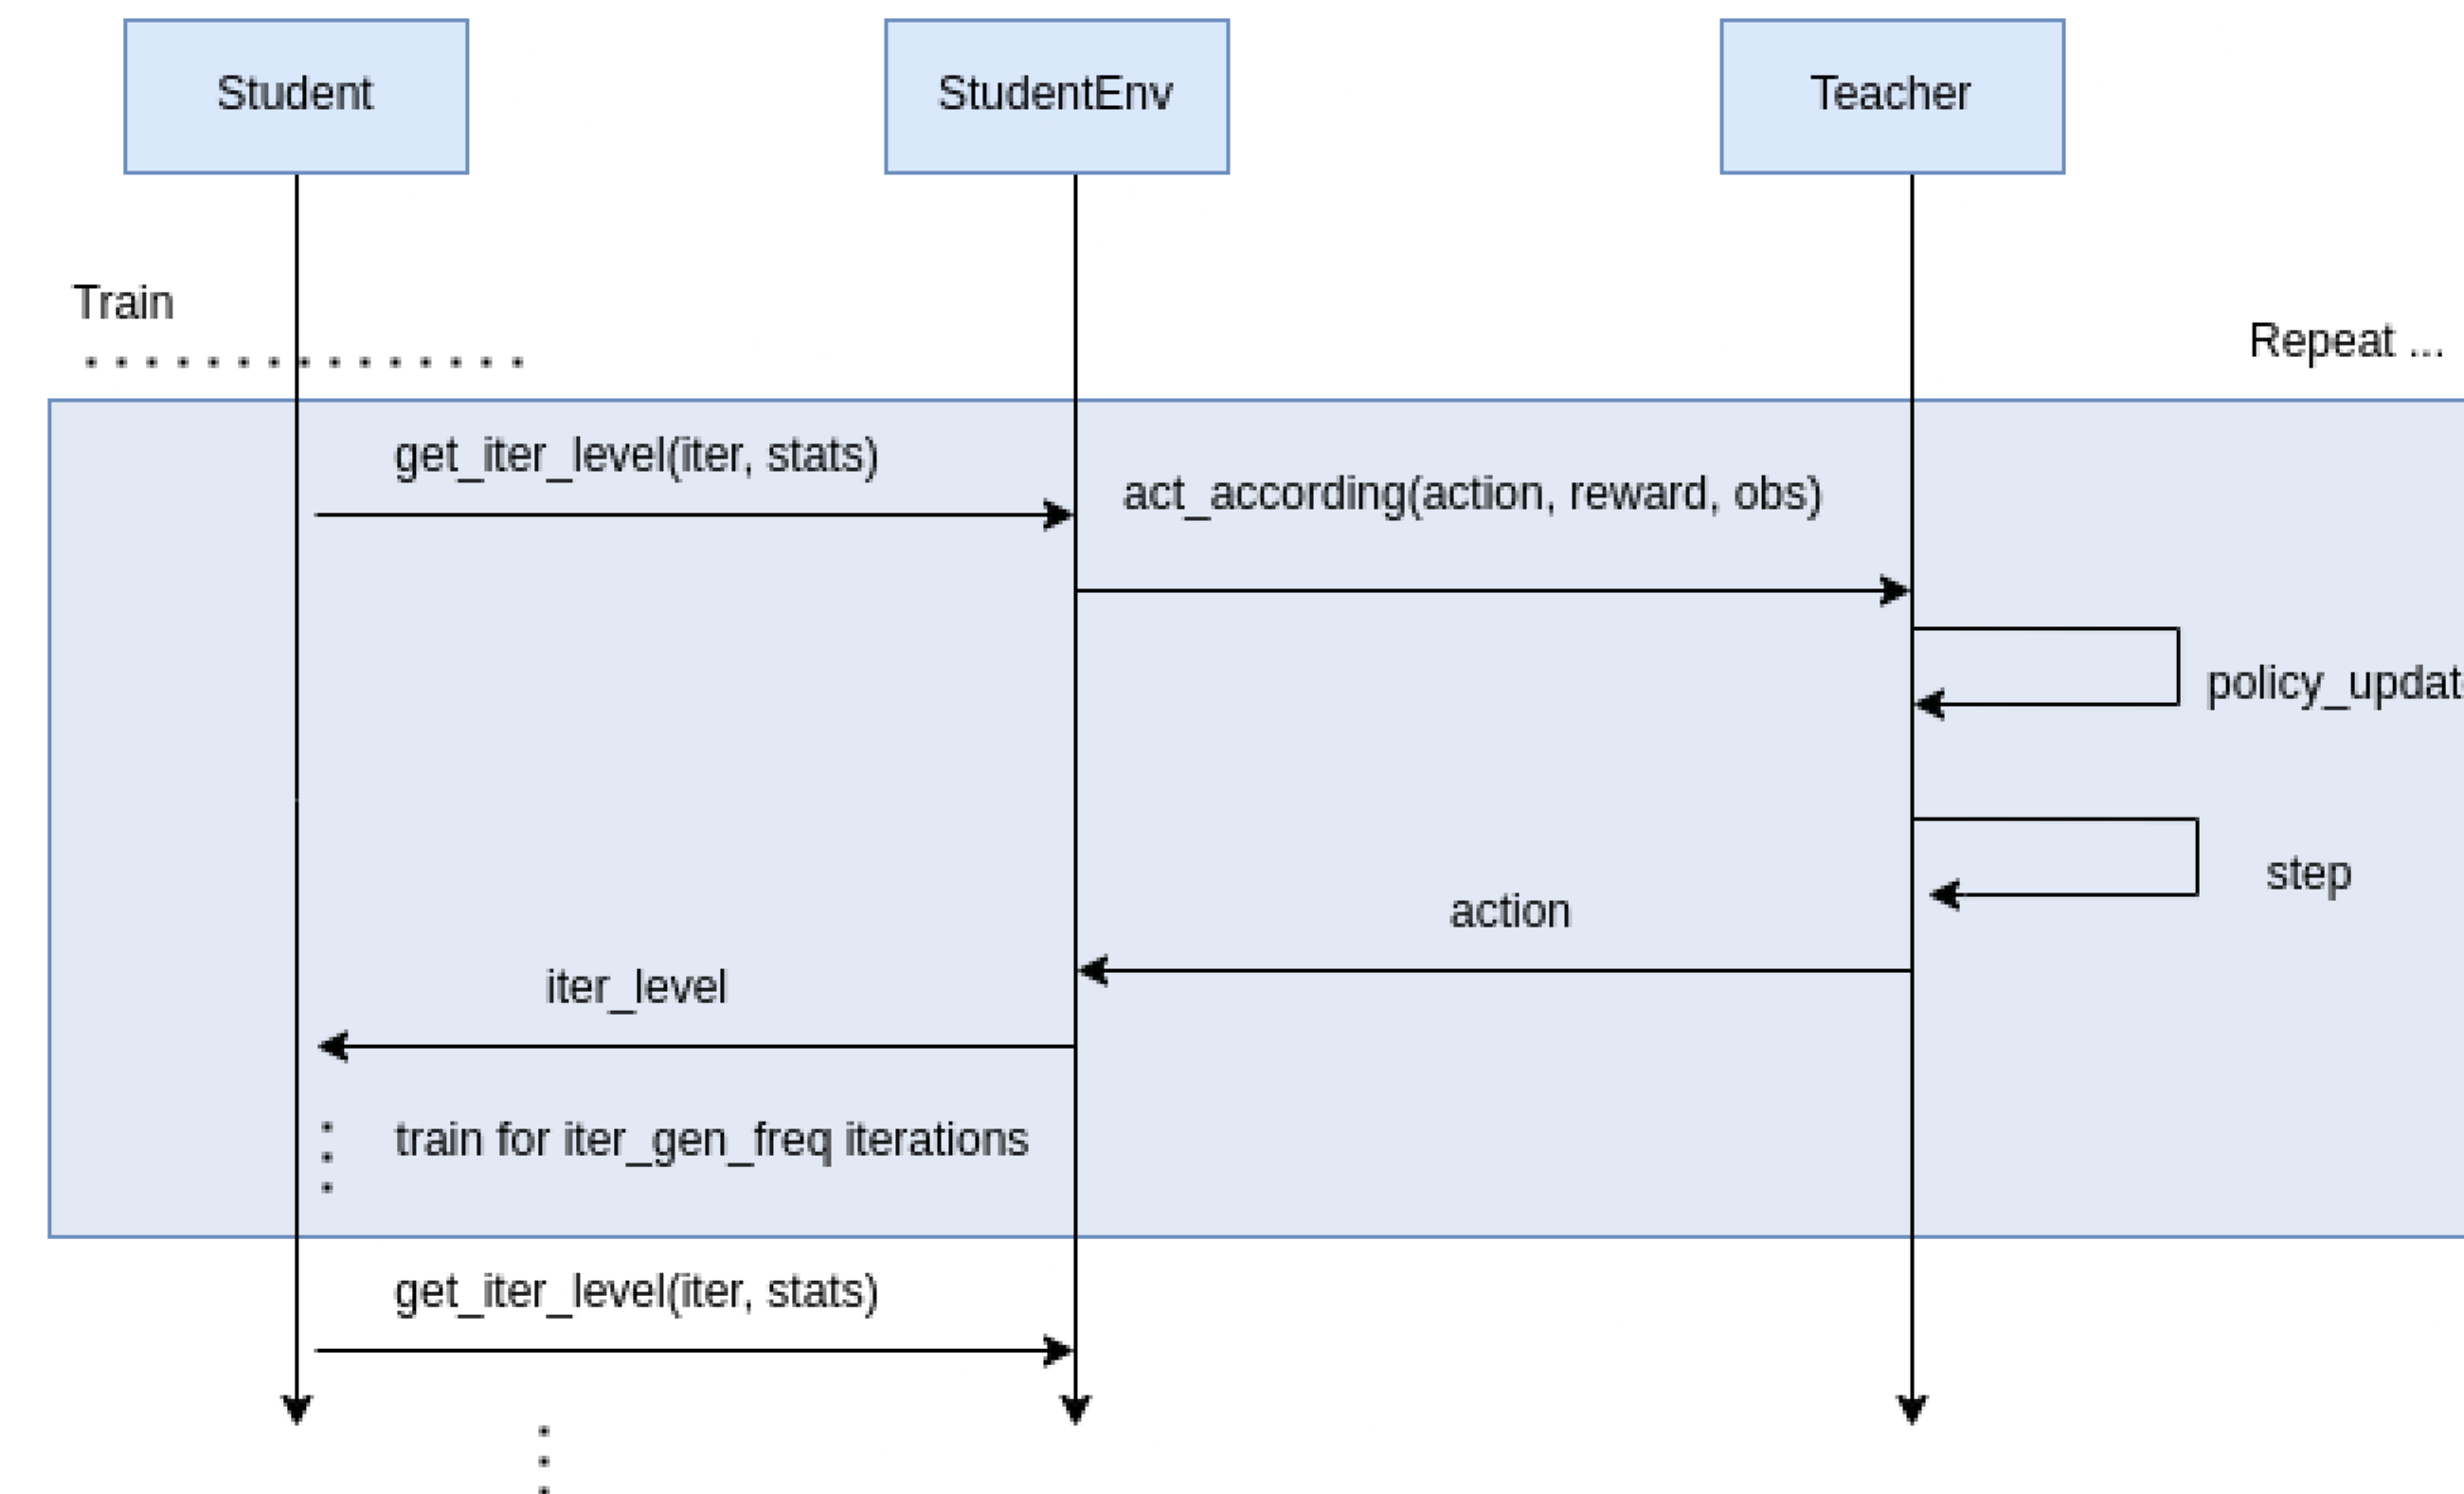 Student
StudentEnv
Teacher
Train
Repeat ...
get_iter_level(iter, stats)
act_according(action, reward, obs)
policy_updat
step
action
iter_level
train for iter_gen_freq iterations
get_iter_level(iter, stats)